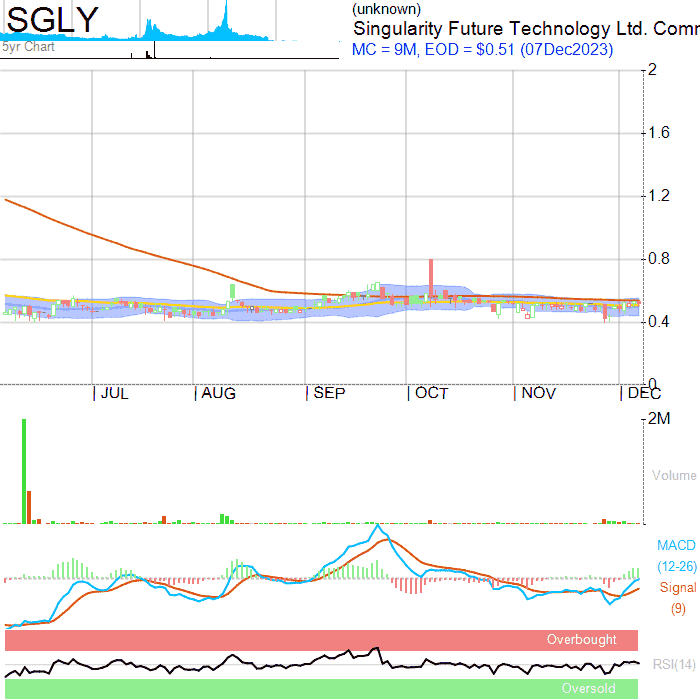 SGLY
5yr Chart
(unknown)
Singularity Future Technology Ltd. Comm
MC = 9M, EOD = $0.51 (07Dec2023)
2
1.6
1.2
0.8
0.4
0
JUL
AUG
SEP
OCT
NOV
DEC
2M
Volume
MACD
(12-26)
Signal
(9)
Overbought
RSI(14)
Oversold